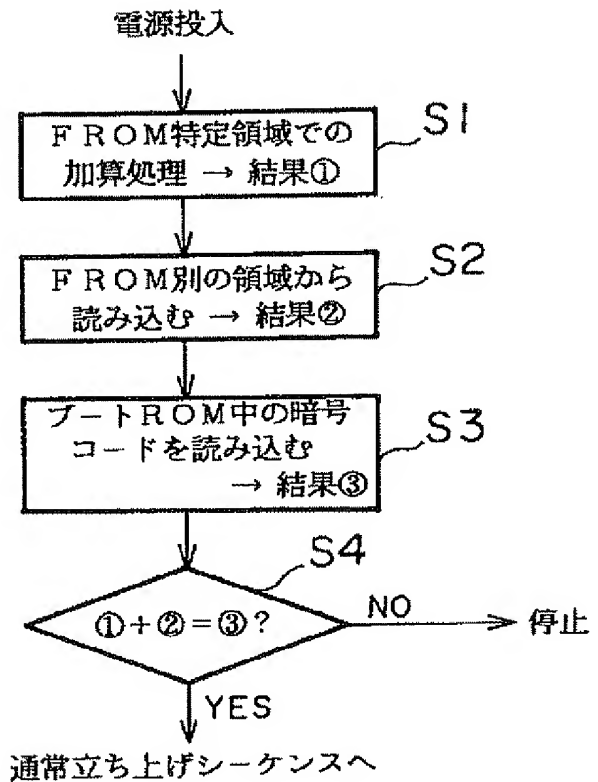 電源投入
FROM特定領域での
加算処理 → 結果①
S1
FROM別の領域から
読み込む → 結果②
S2
ブートROM中の暗号
コードを読み込む
→ 結果③
S3
S4
①+②=③?
NO
停止
YES
通常立ち上げシーケンスへ